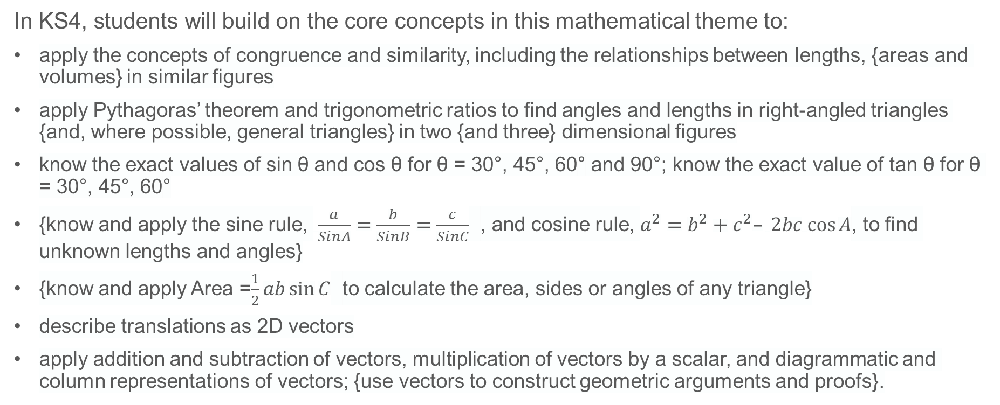 In KS4, students will build on the core concepts in this mathematical theme to:
• apply the concepts of congruence and similarity, including the relationships between lengths, {areas and
volumes} in similar figures
• apply Pythagoras’ theorem and trigonometric ratios to find angles and lengths in right-angled triangles
{and, where possible, general triangles} in two {and three} dimensional figures
• know the exact values of sin θ and cos θ for θ = 30°, 45°, 60° and 90°; know the exact value of tan θ for θ
= 30°, 45°, 60°
• {know and apply the sine rule, a/SinA = b/SinB = c/SinC , and cosine rule, a² = b² + c²– 2bc cos A, to find
unknown lengths and angles}
• {know and apply Area =1/2 ab sin C to calculate the area, sides or angles of any triangle}
• describe translations as 2D vectors
• apply addition and subtraction of vectors, multiplication of vectors by a scalar, and diagrammatic and
column representations of vectors; {use vectors to construct geometric arguments and proofs}.